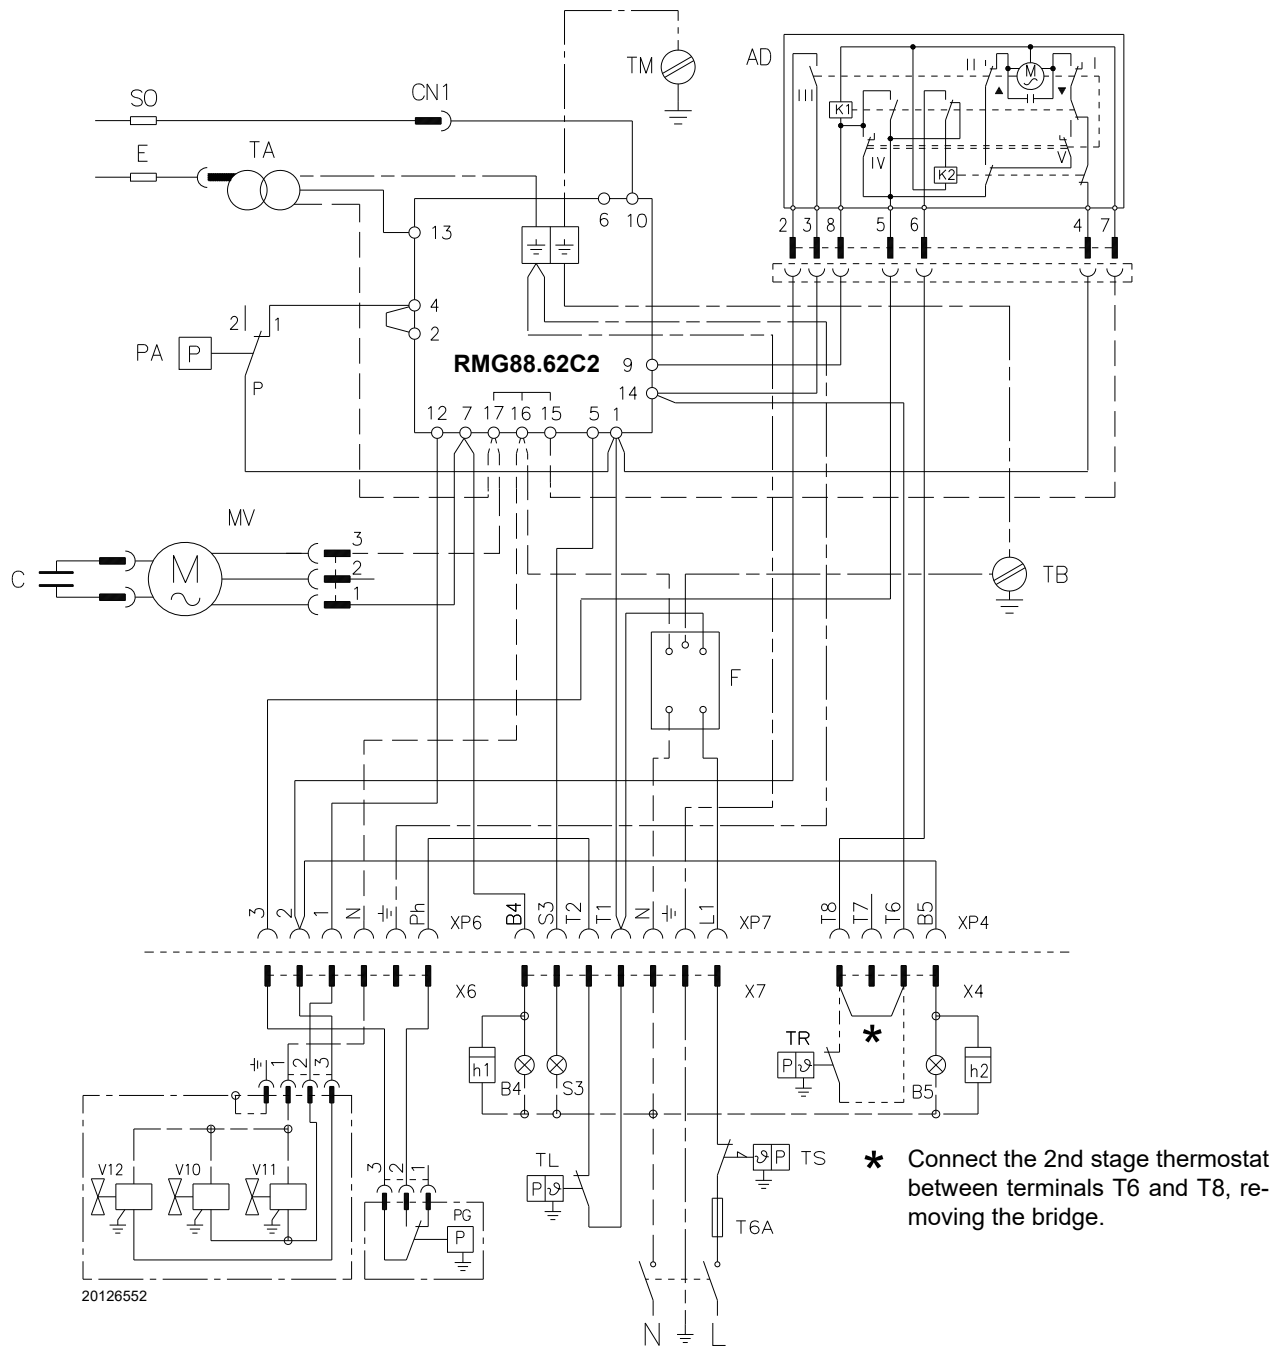 TM
AD
SO
CN1
E
TA
M
II
I
III
K1
IV
V
K2
6
10
2
3
8
5
6
4
7
13
4
2
2
1
PA
P
P
RMG88.62C2
9
14
12
7
17
16
15
5
1
MV
C
M
3
2
1
TB
F
3
2
1
N
Ph
XP6
B4
S3
T2
T1
N
L1
XP7
T8
T7
T6
B5
XP4
X6
X7
X4
h1
B4
S3
TR
P ϑ
*
B5
h2
1
2
3
V12
V10
V11
3
2
1
PG
P
TL
P ϑ
ϑ P
TS
T6A
N
L
* Connect the 2nd stage thermostat
between terminals T6 and T8, re-
moving the bridge.
20126552